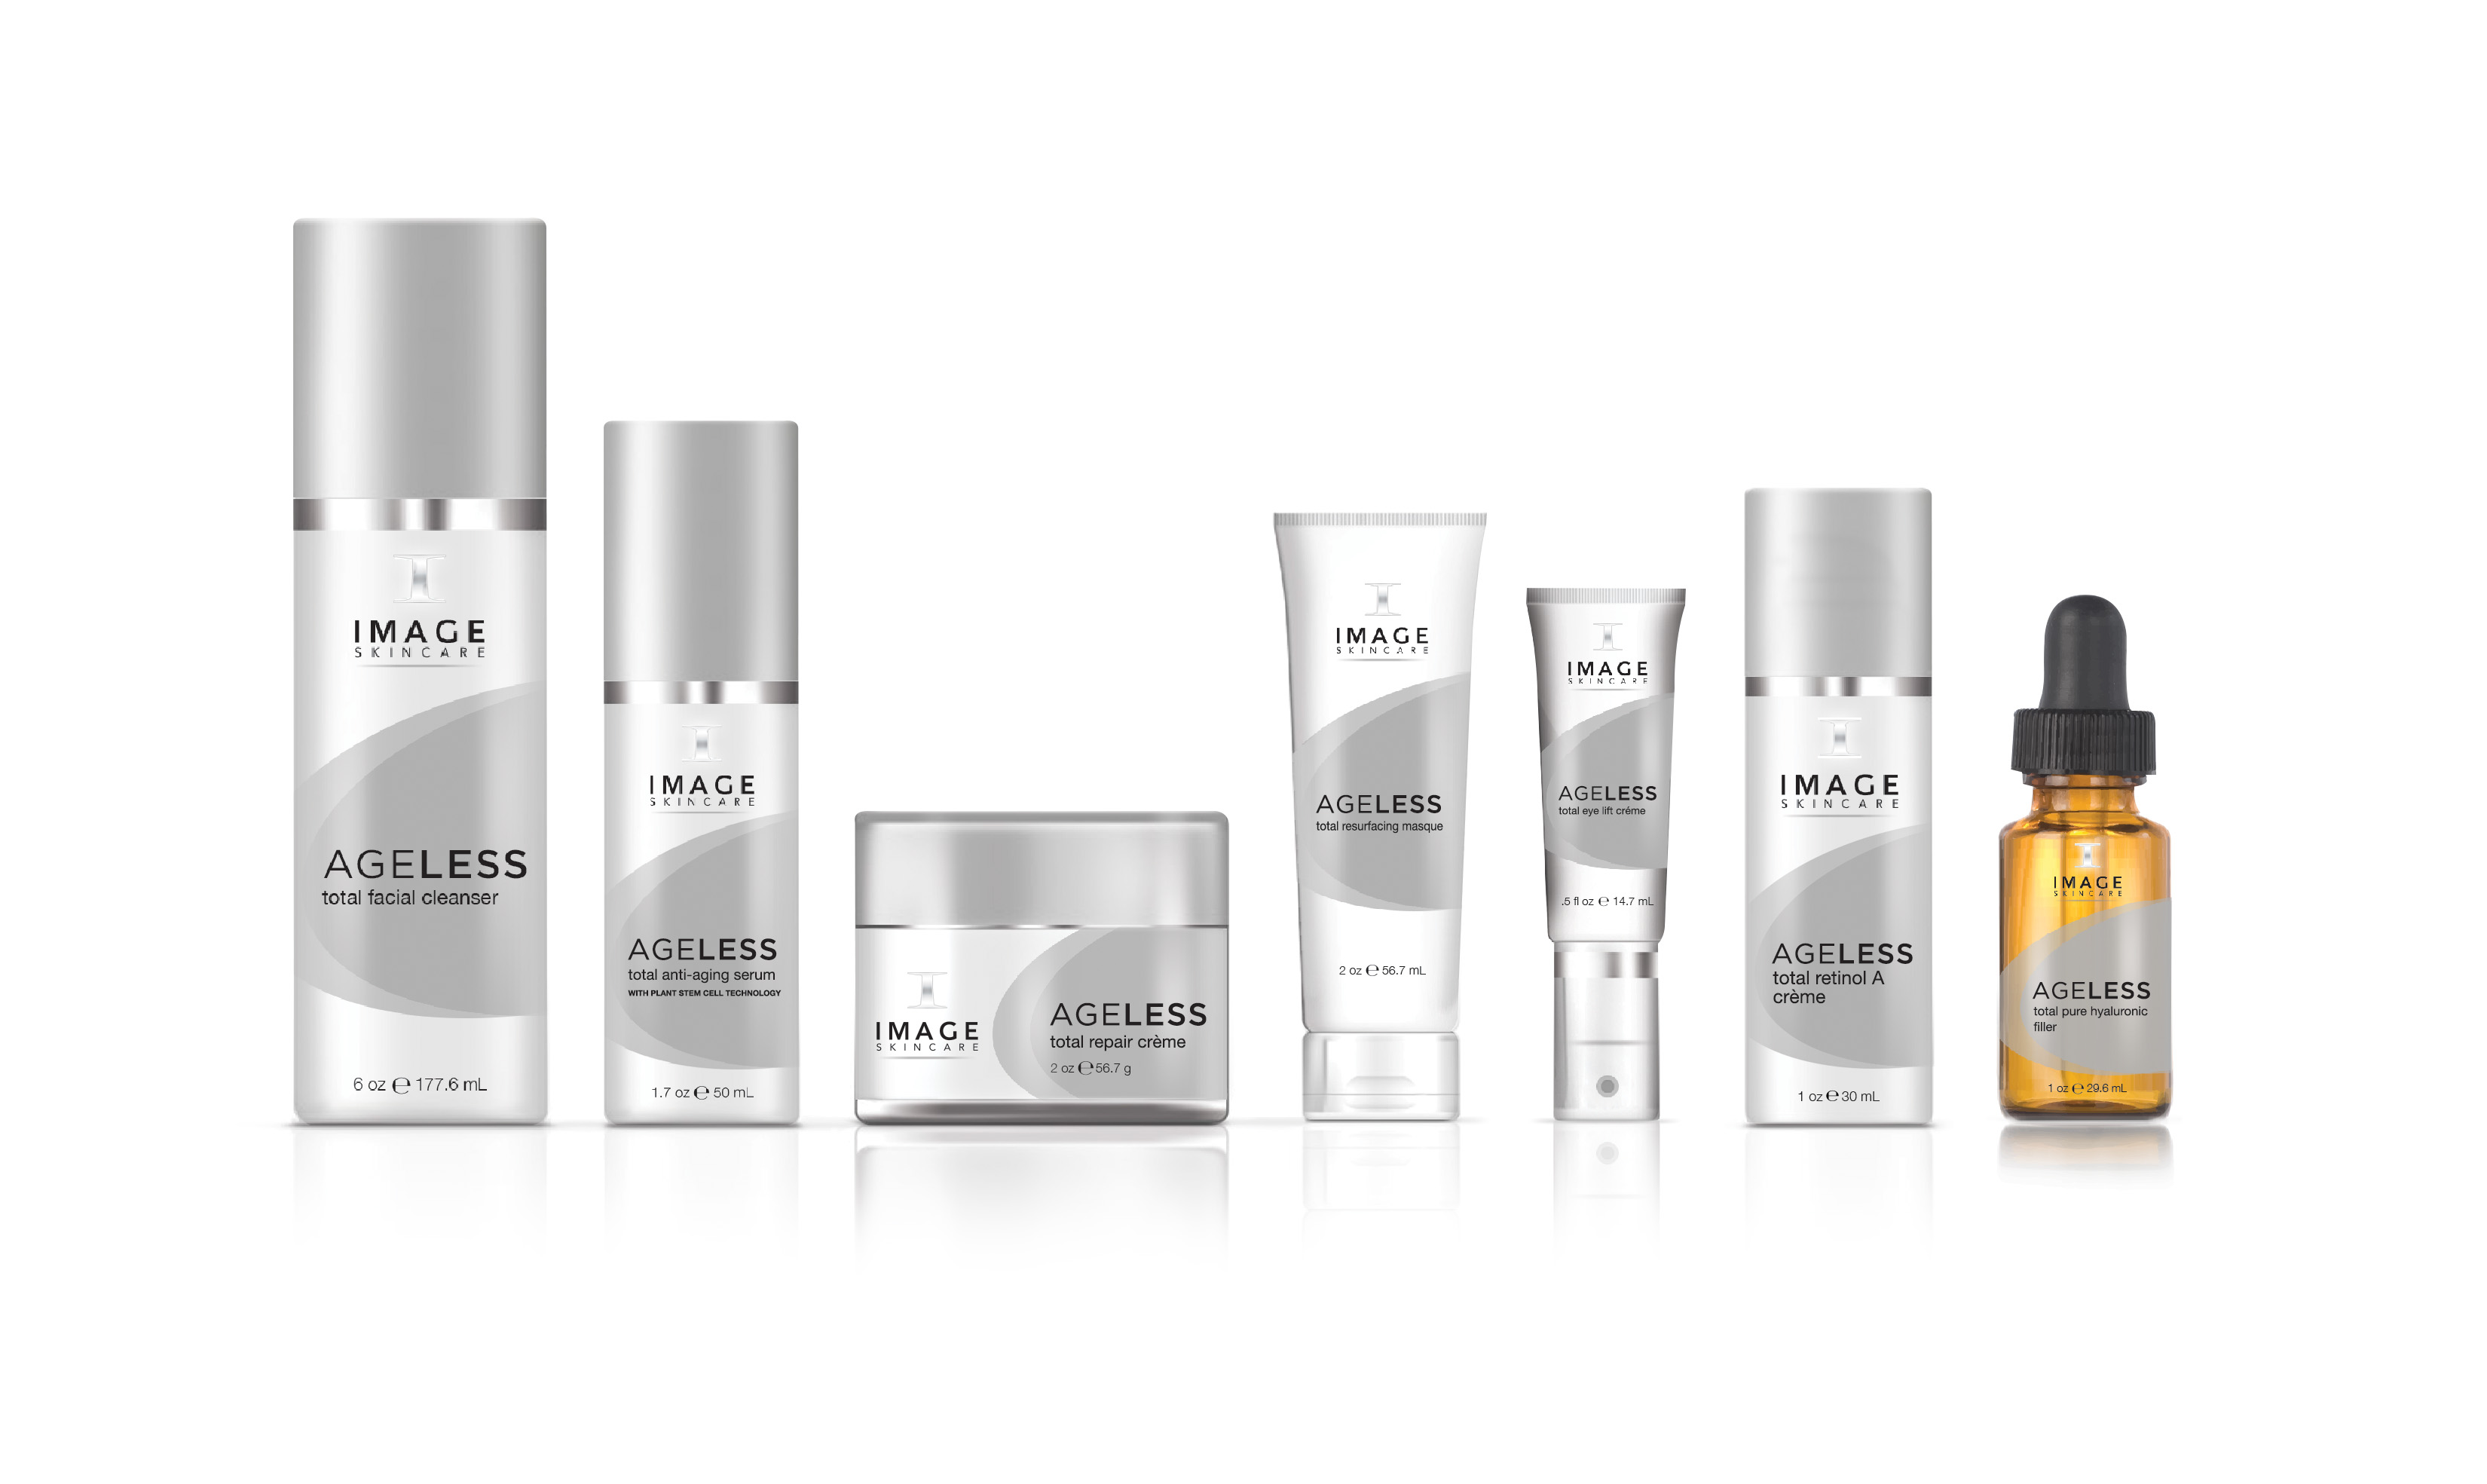 I
IMAGE
SKINCARE
AGELESS
total facial cleanser
6 oz ℮ 177.6 mL
I
IMAGE
SKINCARE
AGELESS
total anti-aging serum
WITH PLANT STEM CELL TECHNOLOGY
1.7 oz ℮ 50 mL
I
IMAGE
SKINCARE
AGELESS
total repair crème
2 oz ℮ 56.7 g
I
IMAGE
SKINCARE
AGELESS
total resurfacing masque
2 oz ℮ 56.7 mL
I
IMAGE
SKINCARE
AGELESS
total eye lift créme
.5 fl oz ℮ 14.7 mL
I
IMAGE
SKINCARE
AGELESS
total retinol A
crème
1 oz ℮ 30 mL
I
IMAGE
SKINCARE
AGELESS
total pure hyaluronic
filler
1 oz ℮ 29.6 mL